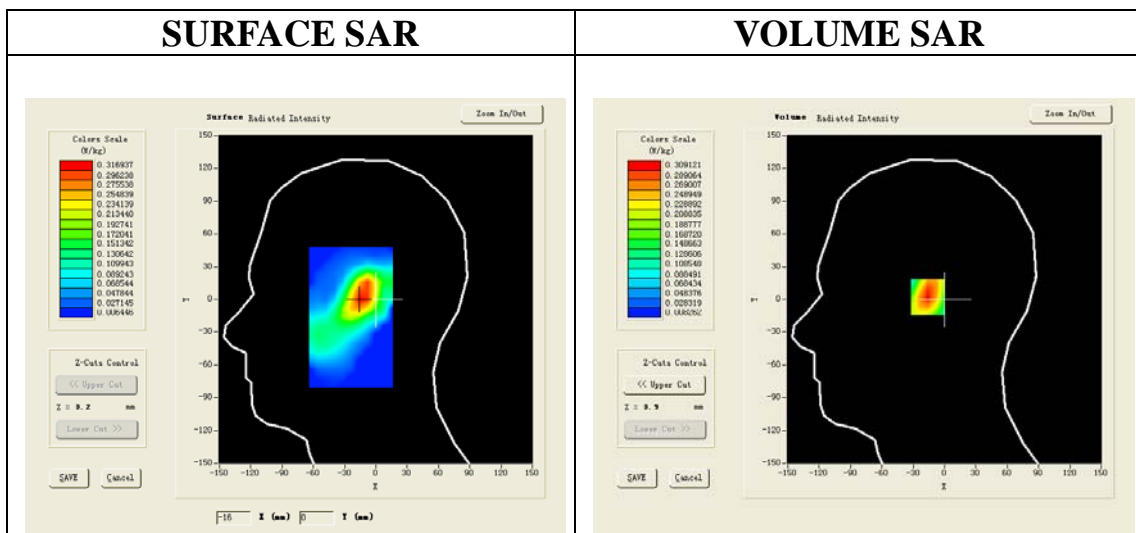 SURFACE SAR
VOLUME SAR
Surface Radiated Intensity
Zoom In/Out
Colors Scale
(W/kg)
0.316937
0.296238
0.275538
0.254839
0.234139
0.213440
0.192741
0.172041
0.151342
0.130642
0.109943
0.089243
0.068544
0.047844
0.027145
0.006446
150
120
90
60
30
0
-30
-60
-90
-120
-150
Y
-150 -120 -90 -60 -30 0 30 60 90 120 150
X
Z-Cuts Control
<< Upper Cut
Lower Cut >>
SAVE
Cancel
-16 X (mm) 0 Y (mm)
Volume Radiated Intensity
Zoom In/Out
Colors Scale
(W/kg)
0.309121
0.289064
0.269007
0.248949
0.228892
0.208835
0.188777
0.168720
0.148663
0.128606
0.108548
0.088491
0.068434
0.048376
0.028319
0.008262
150
120
90
60
30
0
-30
-60
-90
-120
-150
Y
-150 -120 -90 -60 -30 0 30 60 90 120 150
X
Z-Cuts Control
<< Upper Cut
Lower Cut >>
SAVE
Cancel